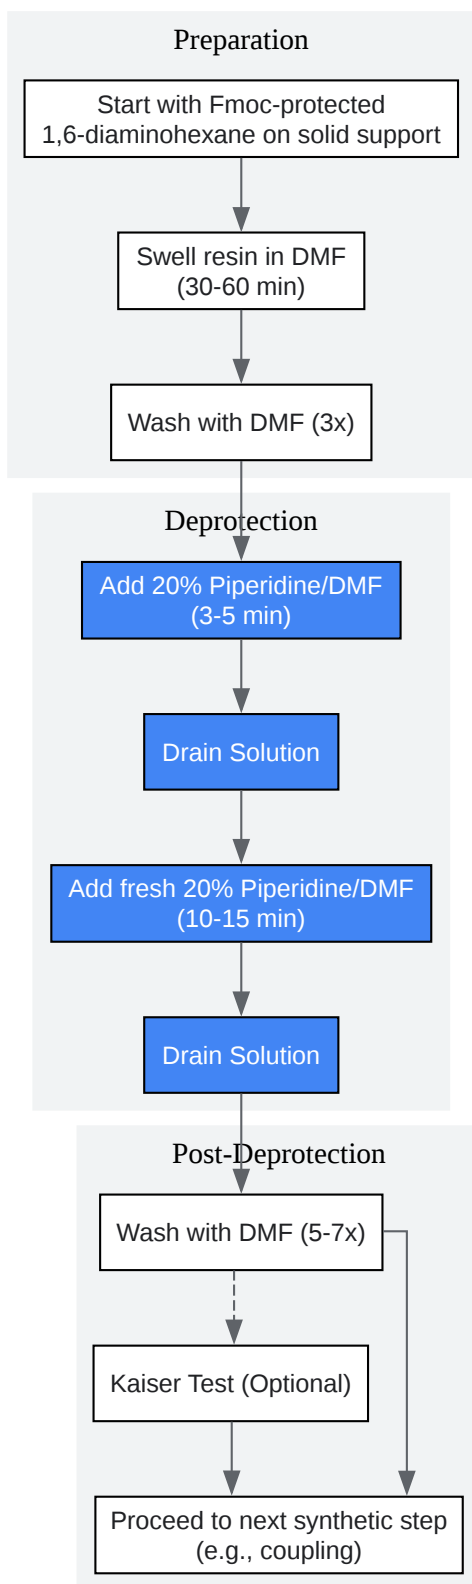 Preparation
Start with Fmoc-protected
1,6-diaminohexane on solid support
Swell resin in DMF
(30-60 min)
Wash with DMF (3x)
Deprotection
Add 20% Piperidine/DMF
(3-5 min)
Drain Solution
Add fresh 20% Piperidine/DMF
(10-15 min)
Drain Solution
Post-Deprotection
Wash with DMF (5-7x)
Kaiser Test (Optional)
Proceed to next synthetic step
(e.g., coupling)